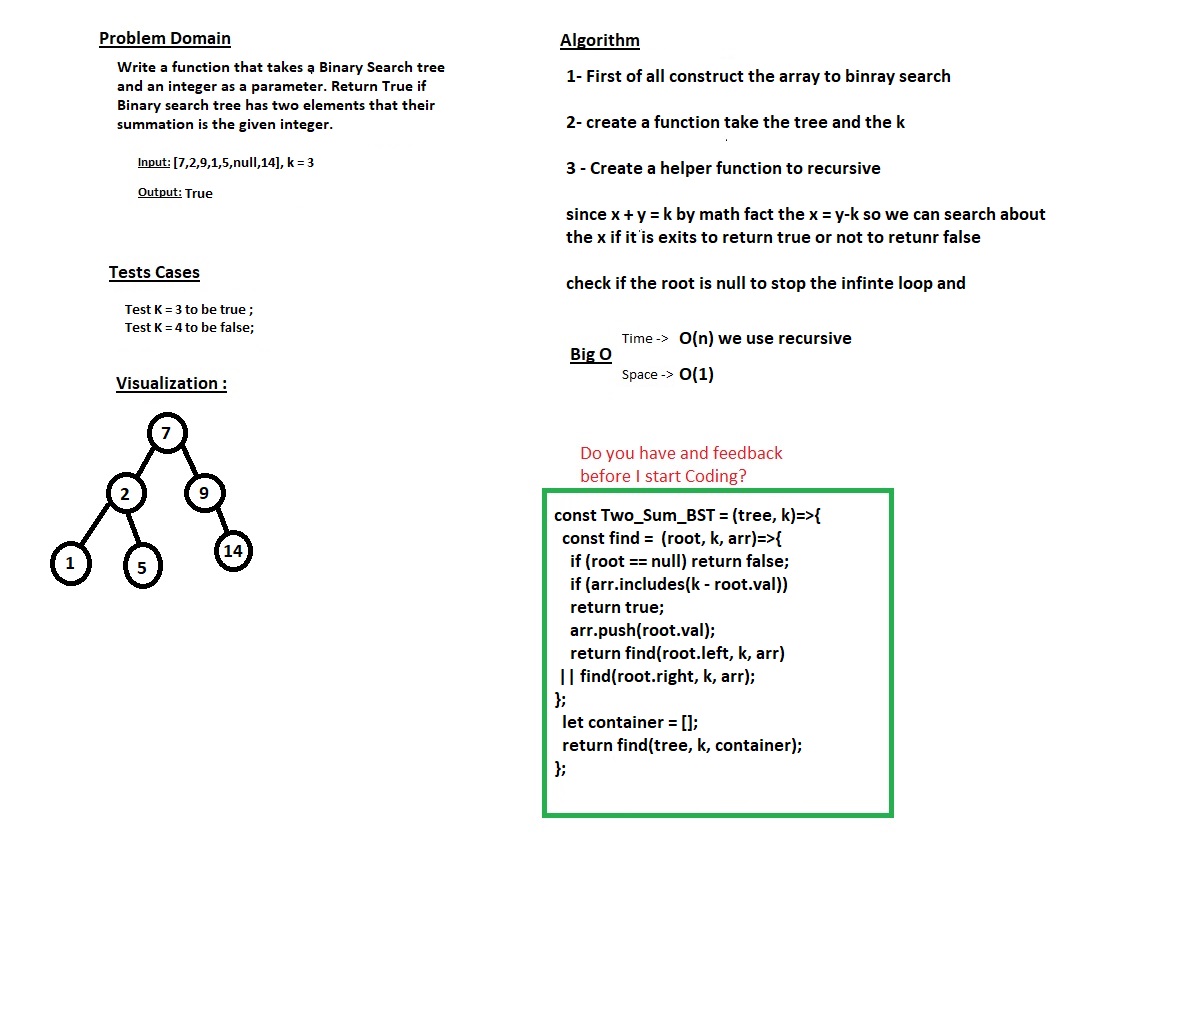 Problem Domain
Write a function that takes a Binary Search tree
and an integer as a parameter. Return True if
Binary search tree has two elements that their
summation is the given integer.
Input: [7,2,9,1,5,null,14], k = 3
Output: True
Tests Cases
Test K = 3 to be true ;
Test K = 4 to be false;
Visualization :
7
2
9
1
5
14
Algorithm
1- First of all construct the array to binray search
2- create a function take the tree and the k
3 - Create a helper function to recursive
since x + y = k by math fact the x = y-k so we can search about
the x if it is exits to return true or not to retunr false
check if the root is null to stop the infinte loop and
Big O
Time -> O(n) we use recursive
Space -> O(1)
Do you have and feedback
before I start Coding?
const Two_Sum_BST = (tree, k)=>{
const find = (root, k, arr)=>{
if (root == null) return false;
if (arr.includes(k - root.val))
return true;
arr.push(root.val);
return find(root.left, k, arr)
|| find(root.right, k, arr);
};
let container = [];
return find(tree, k, container);
};